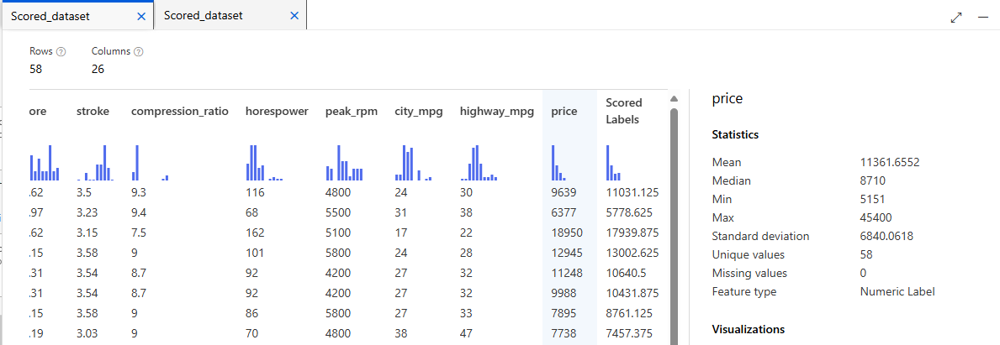 Scored_dataset Scored_dataset
Rows Columns
58 26
ore stroke compression_ratio horespower peak_rpm city_mpg highway_mpg price Scored Labels
.62 3.5 9.3 116 4800 24 30 9639 11031.125
.97 3.23 9.4 68 5500 31 38 6377 5778.625
.62 3.15 7.5 162 5100 17 22 18950 17939.875
.15 3.58 9 101 5800 24 28 12945 13002.625
.31 3.54 8.7 92 4200 27 32 11248 10640.5
.31 3.54 8.7 92 4200 27 32 9988 10431.875
.15 3.58 9 86 5800 27 33 7895 8761.125
.19 3.03 9 70 4800 38 47 7738 7457.375
price
Statistics
Mean 11361.6552
Median 8710
Min 5151
Max 45400
Standard deviation 6840.0618
Unique values 58
Missing values 0
Feature type Numeric Label
Visualizations